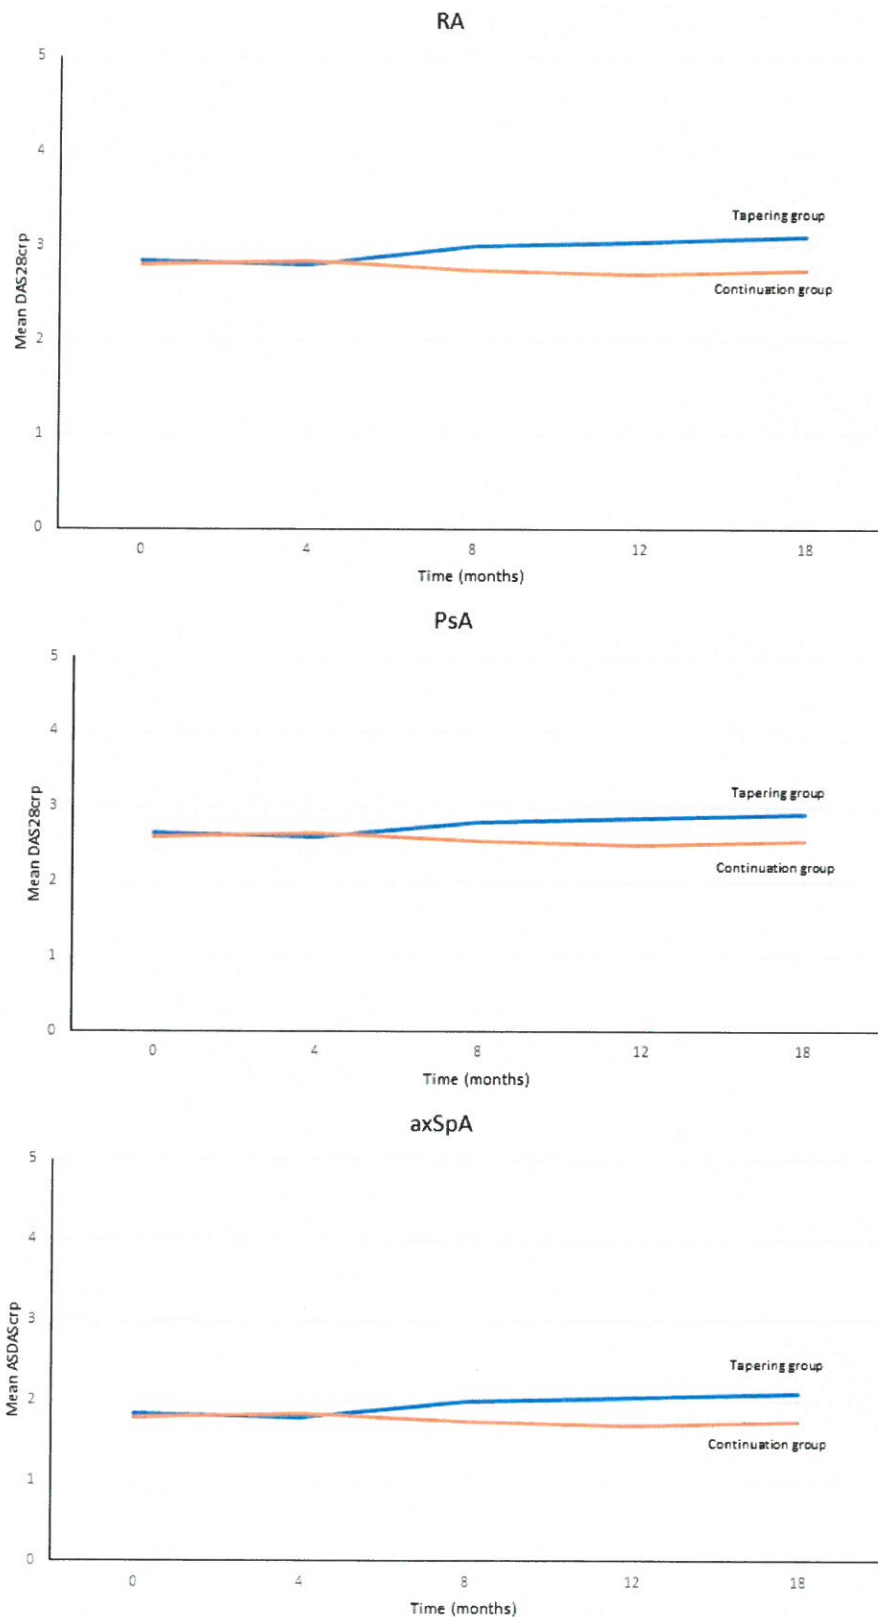 RA
5
4
3
2
1
0
Mean DAS28crp
Tapering group
Continuation group
0 4 8 12 18
Time (months)
PsA
5
4
3
2
1
0
Mean DAS28crp
Tapering group
Continuation group
0 4 8 12 18
Time (months)
axSpA
5
4
3
2
1
0
Mean ASDAScrp
Tapering group
Continuation group
0 4 8 12 18
Time (months)